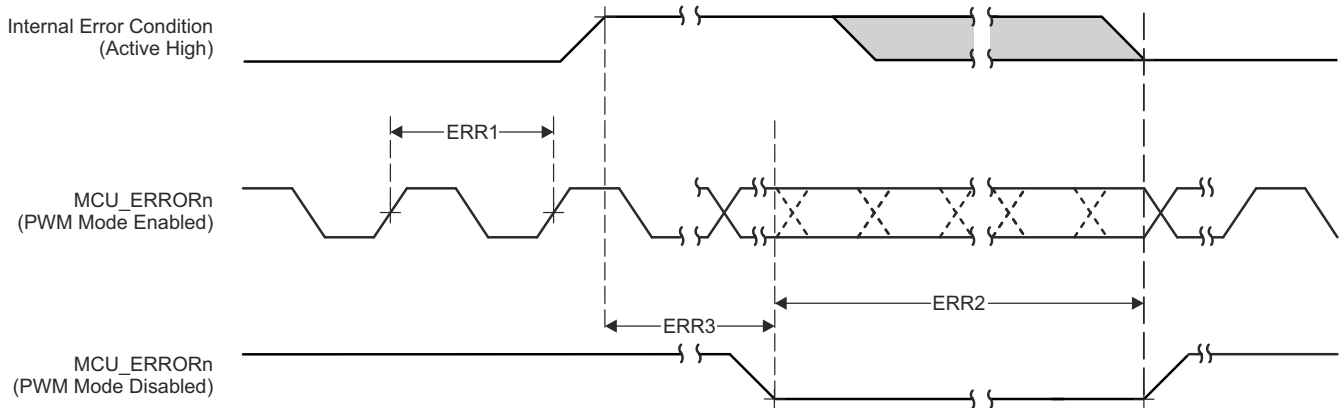 Internal Error Condition
(Active High)
ERR1
MCU_ERRORn
(PWM Mode Enabled)
ERR2
ERR3
MCU_ERRORn
(PWM Mode Disabled)